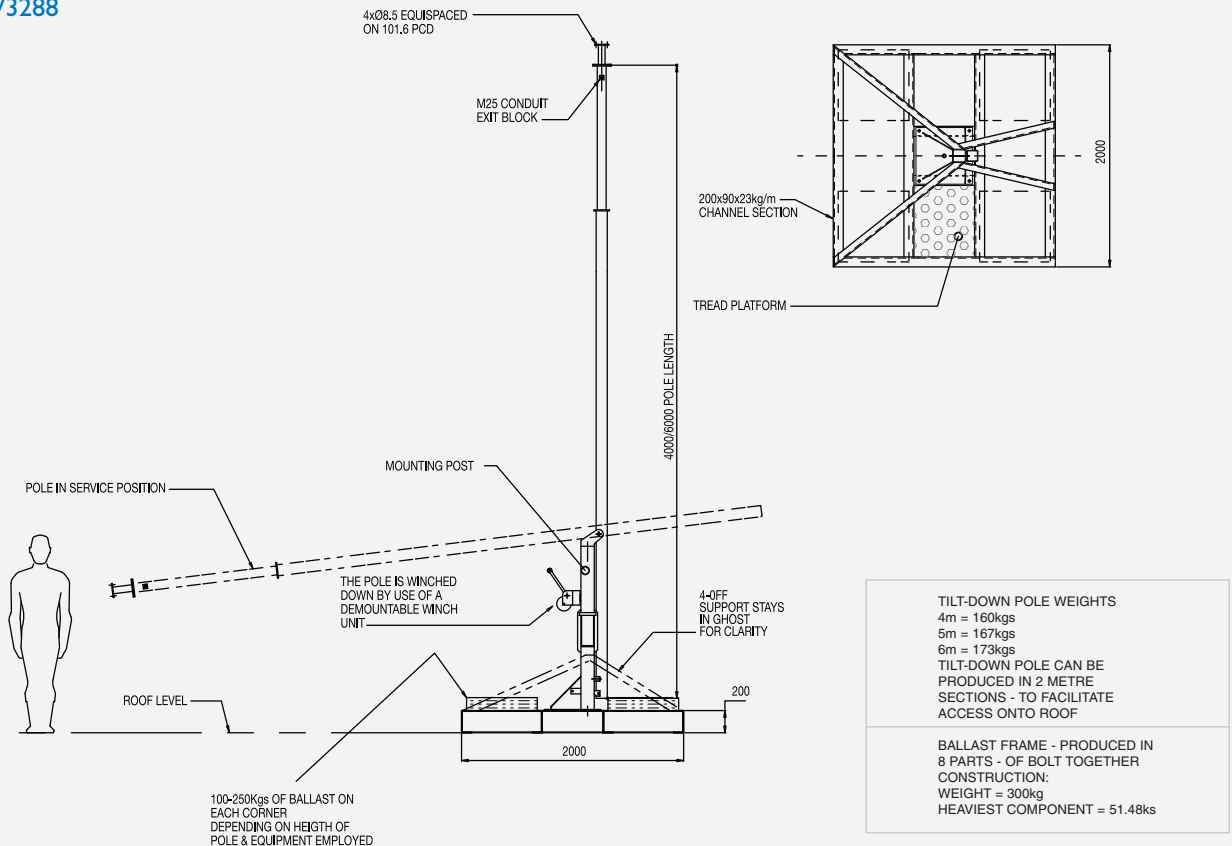 /3288
4xØ8.5 EQUISPACED
ON 101.6 PCD
M25 CONDUIT
EXIT BLOCK
200x90x23kg/m
CHANNEL SECTION
2000
TREAD PLATFORM
4000/6000 POLE LENGTH
MOUNTING POST
POLE IN SERVICE POSITION
THE POLE IS WINCHED
DOWN BY USE OF A
DEMOUNTABLE WINCH
UNIT
4-OFF
SUPPORT STAYS
IN GHOST
FOR CLARITY
ROOF LEVEL
200
2000
100-250Kgs OF BALLAST ON
EACH CORNER
DEPENDING ON HEIGTH OF
POLE & EQUIPMENT EMPLOYED
TILT-DOWN POLE WEIGHTS
4m = 160kgs
5m = 167kgs
6m = 173kgs
TILT-DOWN POLE CAN BE
PRODUCED IN 2 METRE
SECTIONS - TO FACILITATE
ACCESS ONTO ROOF
BALLAST FRAME - PRODUCED IN
8 PARTS - OF BOLT TOGETHER
CONSTRUCTION:
WEIGHT = 300kg
HEAVIEST COMPONENT = 51.48ks